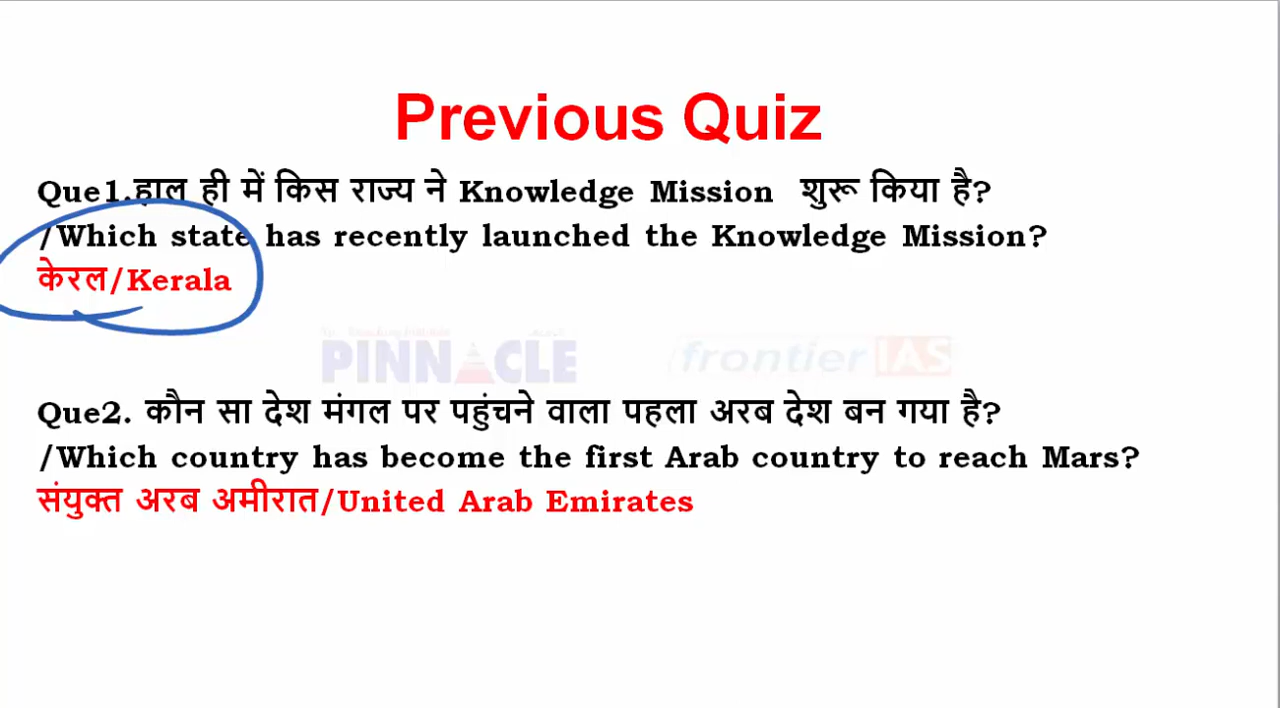 Previous Quiz
Que1.हाल ही में किस राज्य ने Knowledge Mission शुरू किया है?
/Which state has recently launched the Knowledge Mission?
केरल/Kerala
PINNACLE frontier IAS
Que2. कौन सा देश मंगल पर पहुंचने वाला पहला अरब देश बन गया है?
/Which country has become the first Arab country to reach Mars?
संयुक्त अरब अमीरात/United Arab Emirates